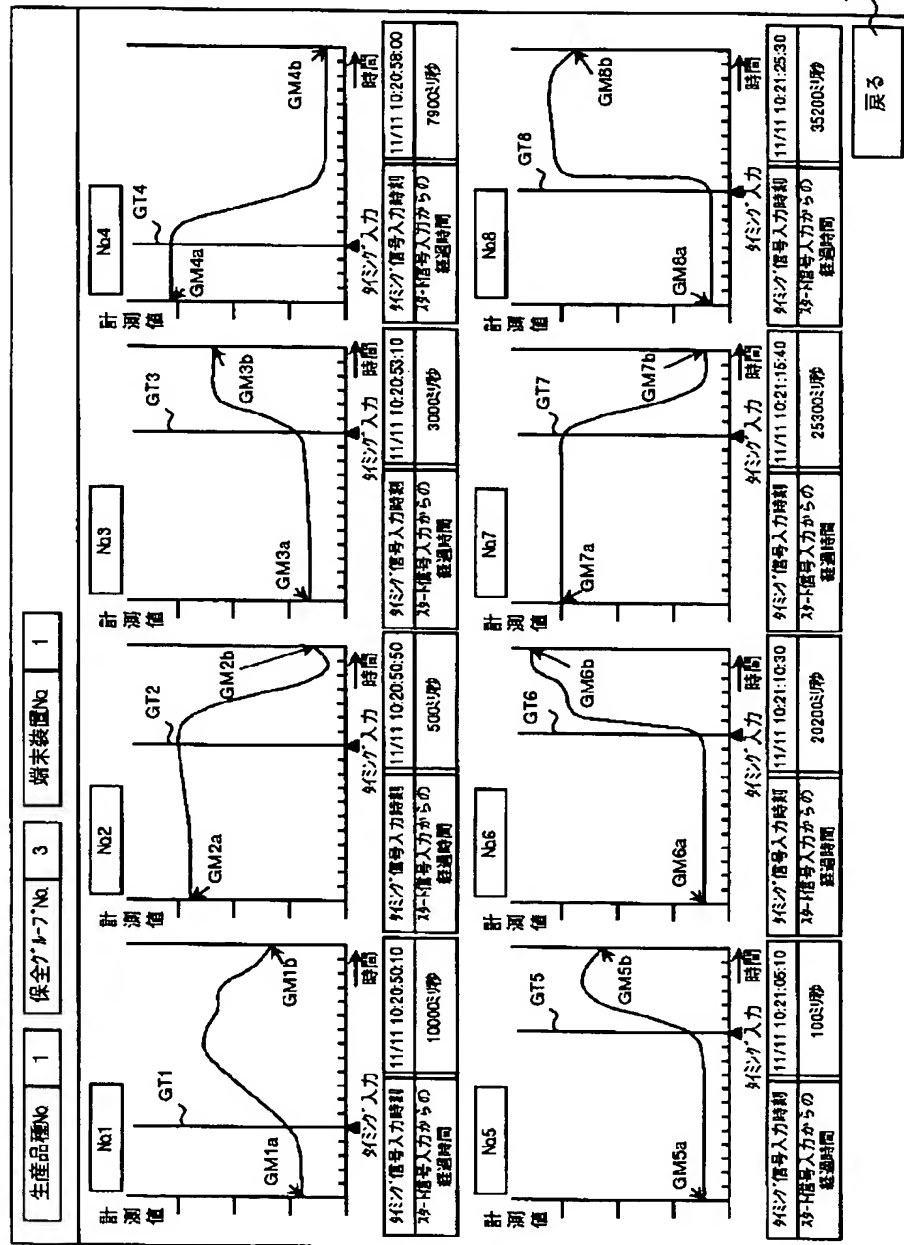 生産品種No. 1 保全グループNo. 3 端末装置No. 1
No.1
計測値
GT1
GM1a
GM1b
時間
タイミング入力
タイミング信号入力時刻 11/11 10:20:50:10
スタート信号入力からの経過時間 10000ミリ秒
No.2
計測値
GT2
GM2a
GM2b
時間
タイミング入力
タイミング信号入力時刻 11/11 10:20:50:50
スタート信号入力からの経過時間 500ミリ秒
No.3
計測値
GT3
GM3a
GM3b
時間
タイミング入力
タイミング信号入力時刻 11/11 10:20:53:10
スタート信号入力からの経過時間 3000ミリ秒
No.4
計測値
GT4
GM4a
GM4b
時間
タイミング入力
タイミング信号入力時刻 11/11 10:20:58:00
スタート信号入力からの経過時間 7900ミリ秒
No.5
計測値
GT5
GM5a
GM5b
時間
タイミング入力
タイミング信号入力時刻 11/11 10:21:05:10
スタート信号入力からの経過時間 100ミリ秒
No.6
計測値
GT6
GM6a
GM6b
時間
タイミング入力
タイミング信号入力時刻 11/11 10:21:10:30
スタート信号入力からの経過時間 20200ミリ秒
No.7
計測値
GT7
GM7a
GM7b
時間
タイミング入力
タイミング信号入力時刻 11/11 10:21:15:40
スタート信号入力からの経過時間 25300ミリ秒
No.8
計測値
GT8
GM8a
GM8b
時間
タイミング入力
タイミング信号入力時刻 11/11 10:21:25:30
スタート信号入力からの経過時間 35200ミリ秒
戻る